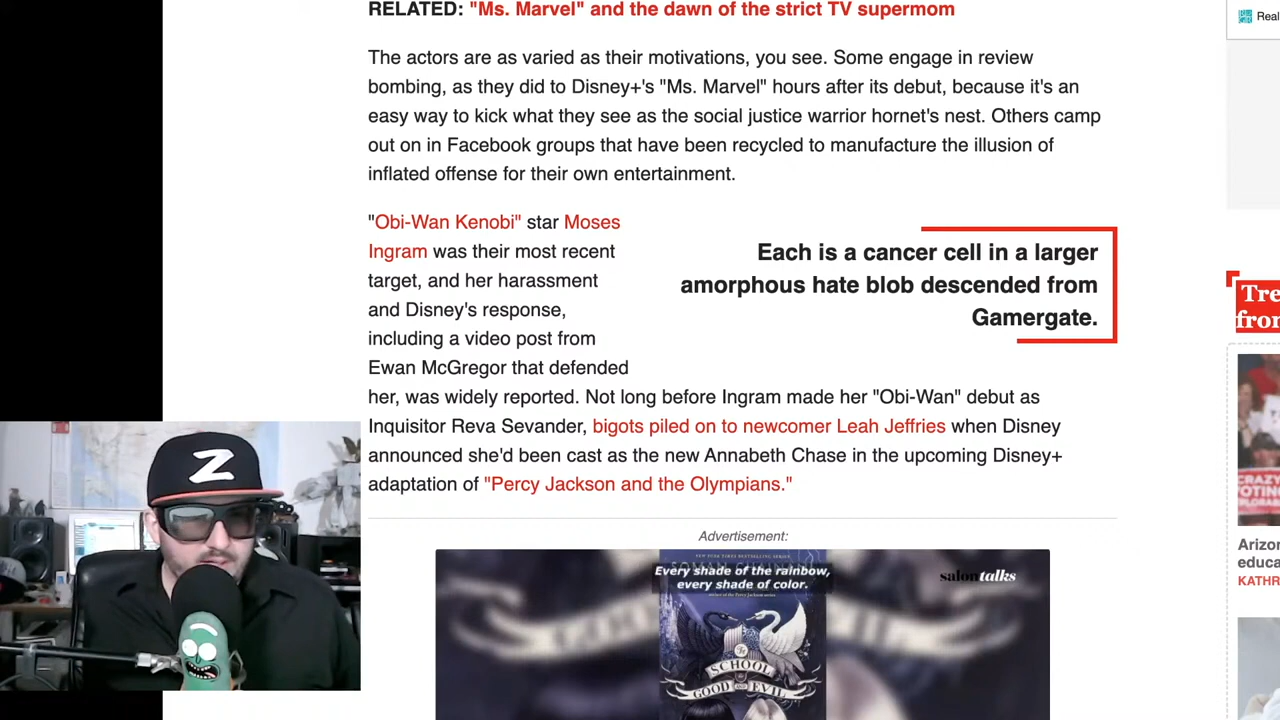 RELATED: "Ms. Marvel" and the dawn of the strict TV supermom
The actors are as varied as their motivations, you see. Some engage in review
bombing, as they did to Disney+'s "Ms. Marvel" hours after its debut, because it's an
easy way to kick what they see as the social justice warrior hornet's nest. Others camp
out on in Facebook groups that have been recycled to manufacture the illusion of
inflated offense for their own entertainment.
"Obi-Wan Kenobi" star Moses
Ingram was their most recent
target, and her harassment
and Disney's response,
including a video post from
Ewan McGregor that defended
her, was widely reported. Not long before Ingram made her "Obi-Wan" debut as
Inquisitor Reva Sevander, bigots piled on to newcomer Leah Jeffries when Disney
announced she'd been cast as the new Annabeth Chase in the upcoming Disney+
adaptation of "Percy Jackson and the Olympians."
Each is a cancer cell in a larger
amorphous hate blob descended from
Gamergate.
Advertisement:
Every shade of the rainbow,
every shade of color.
salontalks
The
SCHOOL
GOOD and EVIL
Z
Real
Tre
from
CRAZY
Arizon
educa
KATHR